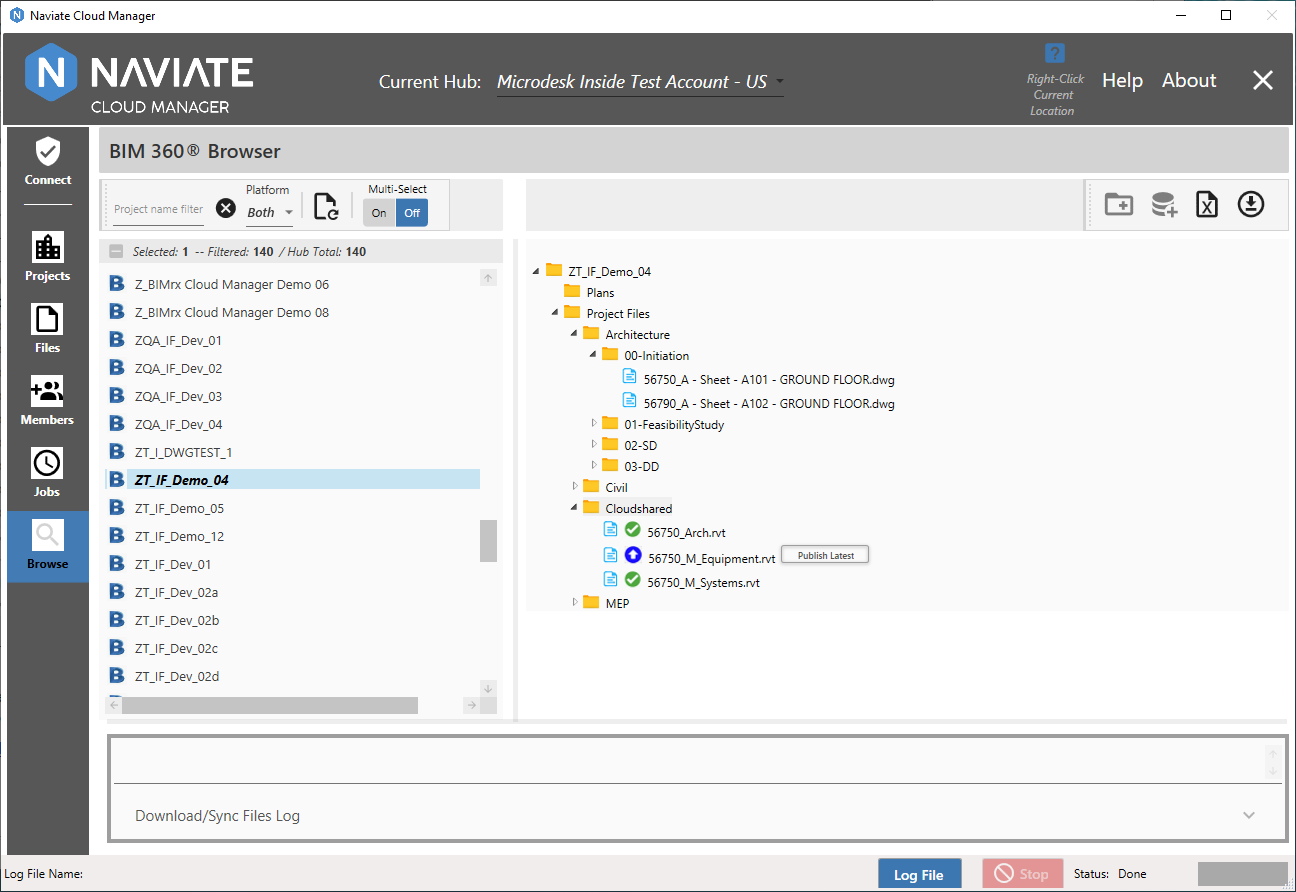 Naviate Cloud Manager
N NAVIATE
CLOUD MANAGER
Current Hub: Microdesk Inside Test Account - US
?
Right-Click
Current
Location
Help About
Connect
Projects
Files
Members
Jobs
Browse
BIM 360® Browser
Project name filter
Platform
Both
Multi-Select
On Off
Selected: 1 -- Filtered: 140 / Hub Total: 140
B Z_BIMrx Cloud Manager Demo 06
B Z_BIMrx Cloud Manager Demo 08
B ZQA_IF_Dev_01
B ZQA_IF_Dev_02
B ZQA_IF_Dev_03
B ZQA_IF_Dev_04
B ZT_I_DWGTEST_1
B ZT_IF_Demo_04
B ZT_IF_Demo_05
B ZT_IF_Demo_12
B ZT_IF_Dev_01
B ZT_IF_Dev_02a
B ZT_IF_Dev_02b
B ZT_IF_Dev_02c
B ZT_IF_Dev_02d
ZT_IF_Demo_04
Plans
Project Files
Architecture
00-Initiation
56750_A - Sheet - A101 - GROUND FLOOR.dwg
56790_A - Sheet - A102 - GROUND FLOOR.dwg
01-FeasibilityStudy
02-SD
03-DD
Civil
Cloudshared
56750_Arch.rvt
56750_M_Equipment.rvt Publish Latest
56750_M_Systems.rvt
MEP
Download/Sync Files Log
Log File Name:
Log File
Stop
Status: Done